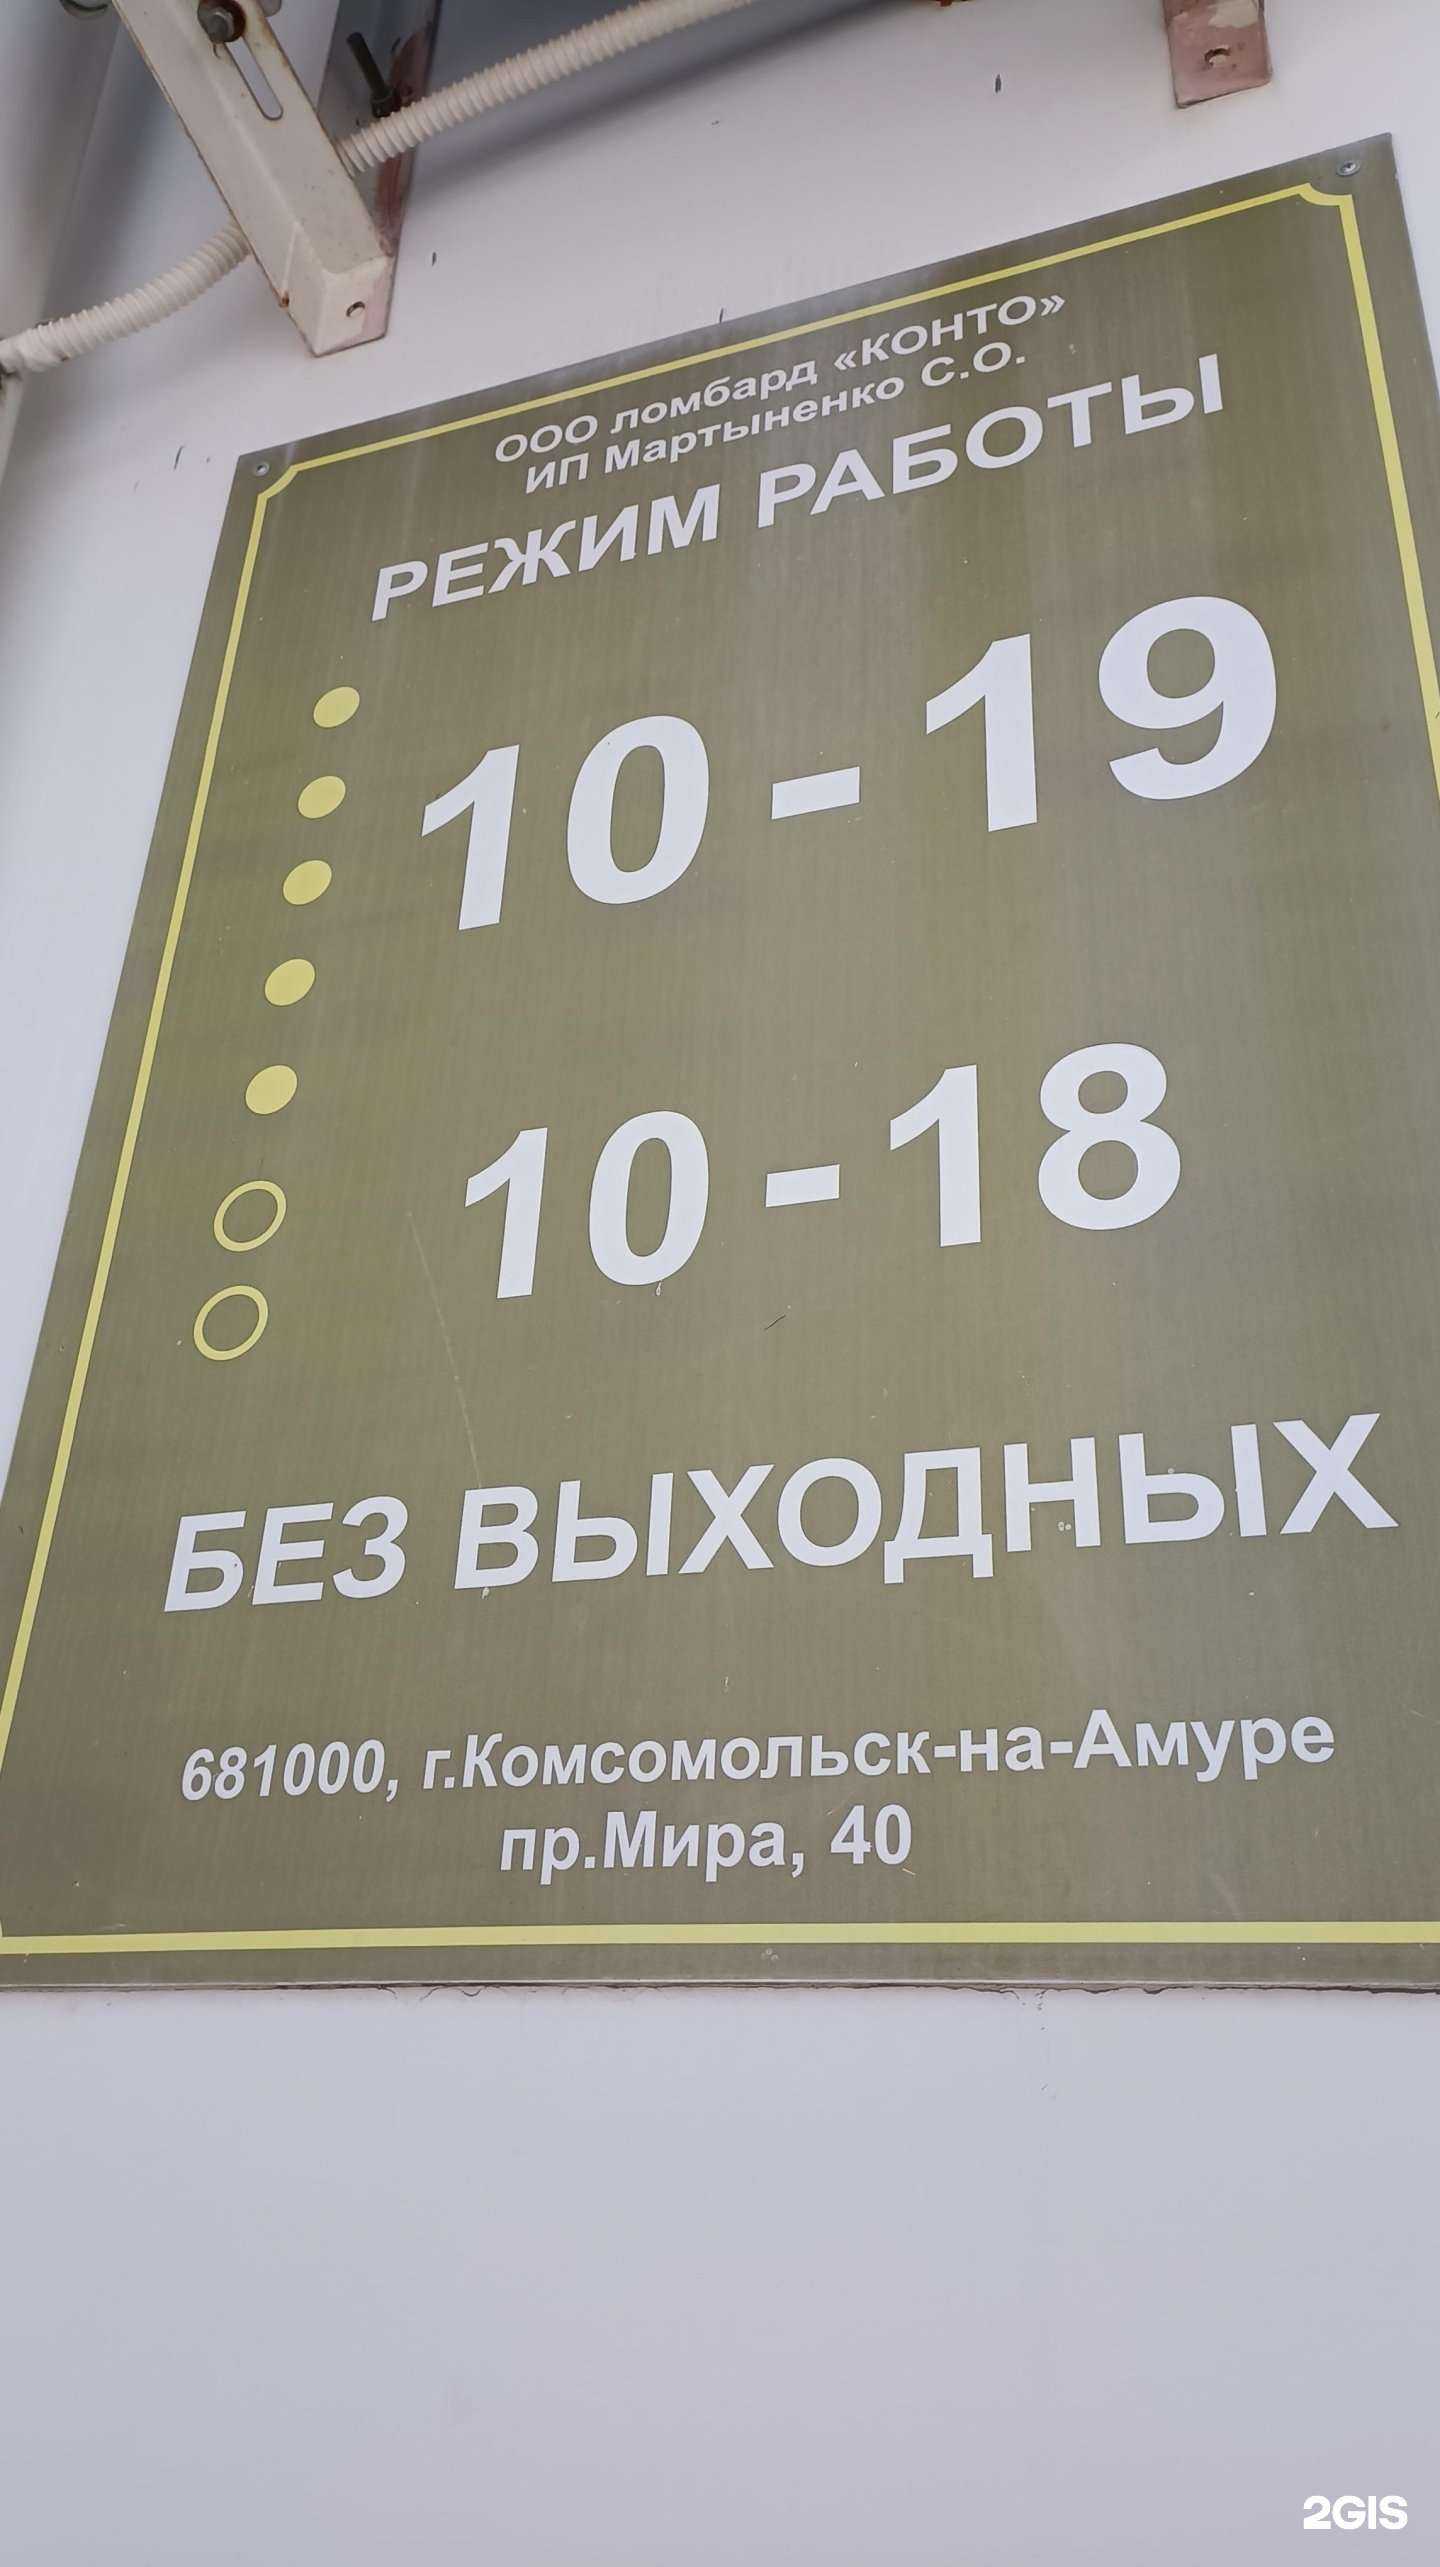 ООО ломбард «КОНТО»
ИП Мартыненко С.О.
РЕЖИМ РАБОТЫ
10 - 19
10 - 18
БЕЗ ВЫХОДНЫХ
681000, г.Комсомольск-на-Амуре
пр.Мира, 40
2GIS